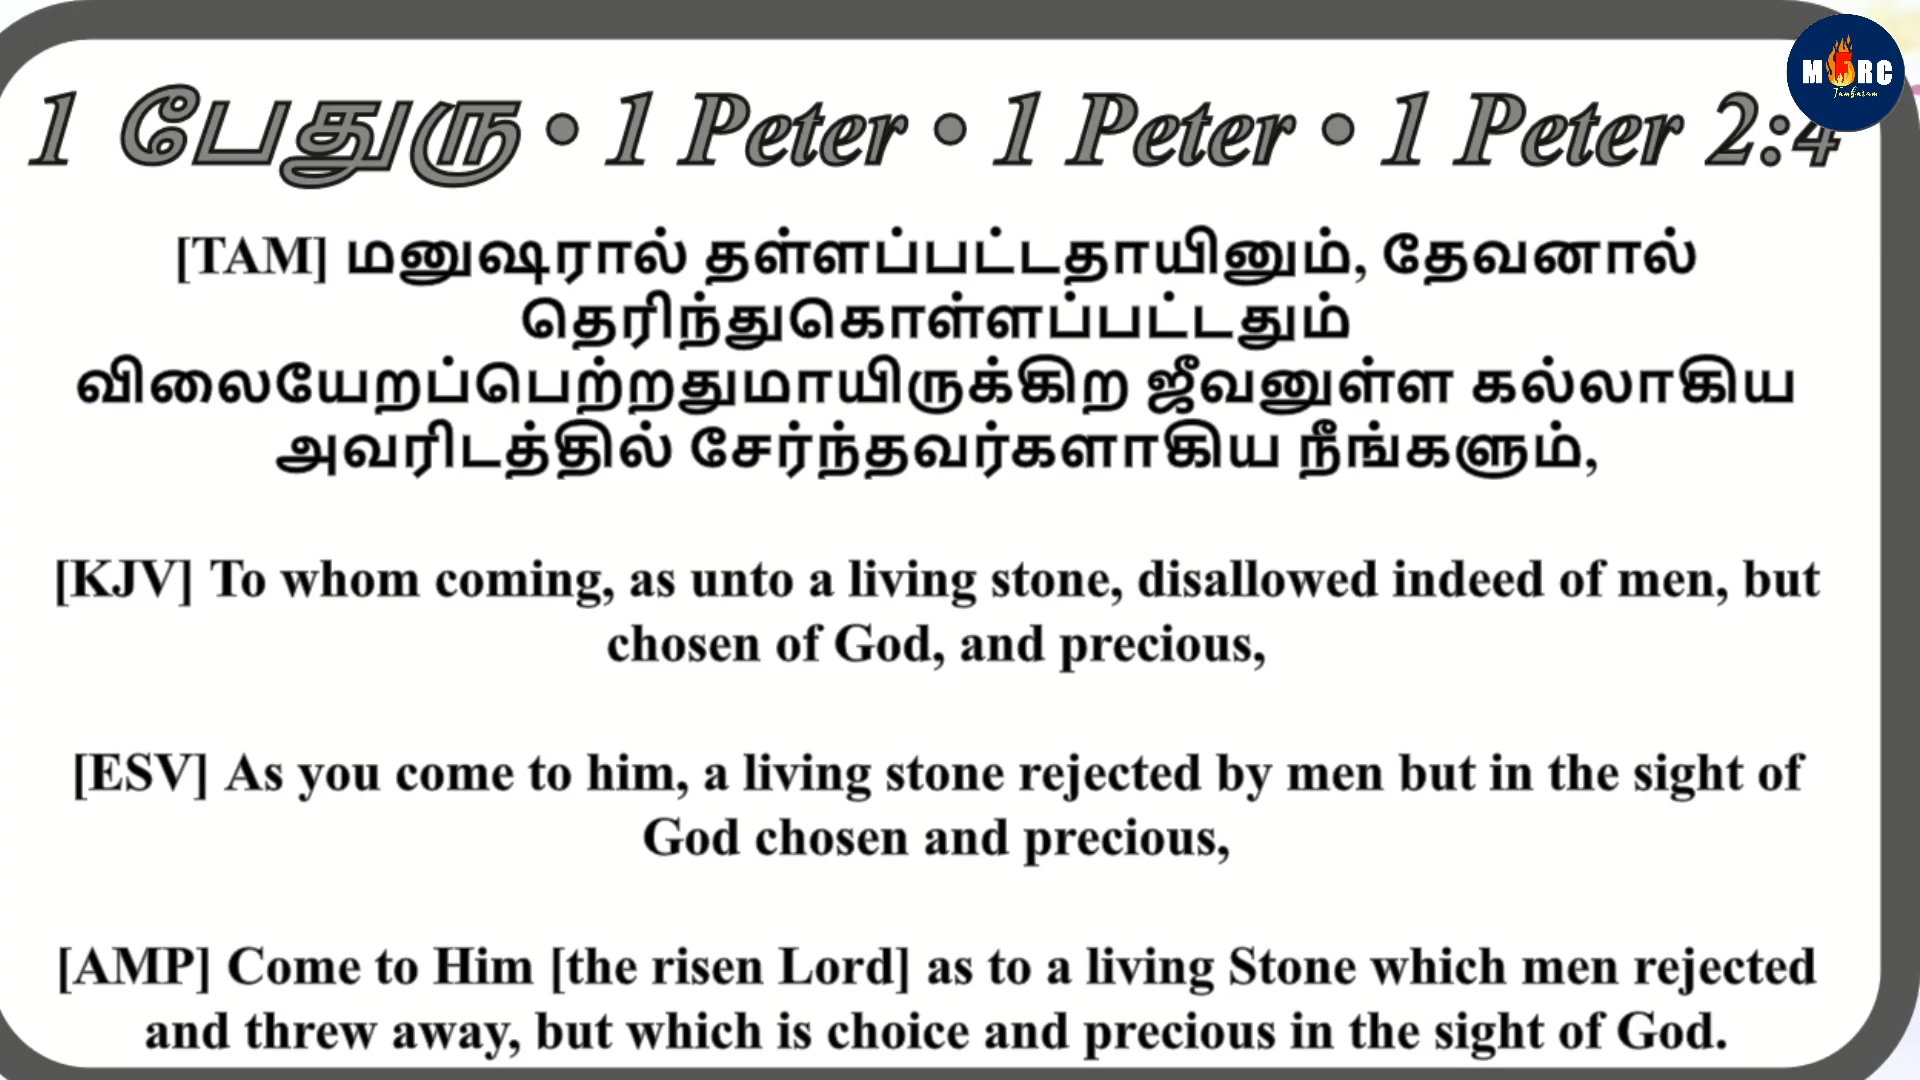 1 பேதுரு • 1 Peter • 1 Peter • 1 Peter 2:4
MFRC
Tambaram
[TAM] மனுஷரால் தள்ளப்பட்டதாயினும், தேவனால்
தெரிந்துகொள்ளப்பட்டதும்
விலையேறப்பெற்றதுமாயிருக்கிற ஜீவனுள்ள கல்லாகிய
அவரிடத்தில் சேர்ந்தவர்களாகிய நீங்களும்,
[KJV] To whom coming, as unto a living stone, disallowed indeed of men, but
chosen of God, and precious,
[ESV] As you come to him, a living stone rejected by men but in the sight of
God chosen and precious,
[AMP] Come to Him [the risen Lord] as to a living Stone which men rejected
and threw away, but which is choice and precious in the sight of God.